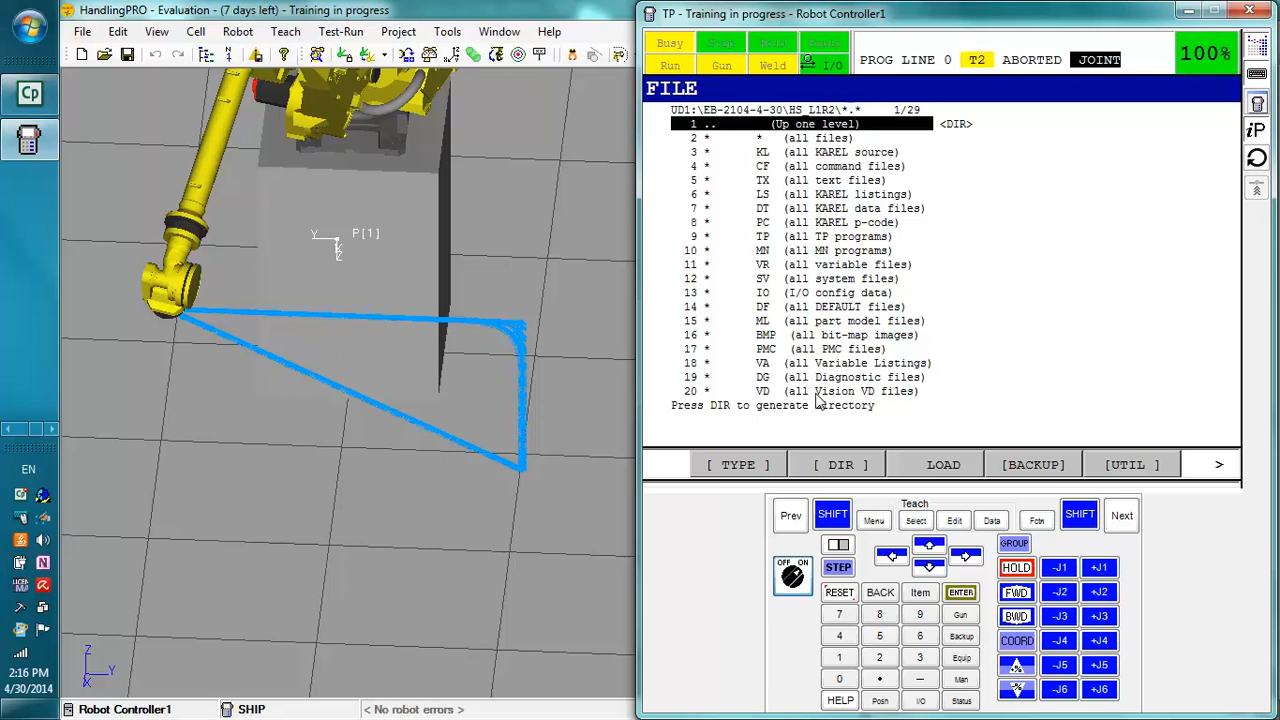 HandlingPRO - Evaluation - (7 days left) - Training in progress
File Edit View Cell Robot Teach Test-Run Project Tools Window Help
Cp
P[1]
Y
Z
Z
Y
X
EN
2:16 PM
4/30/2014
Robot Controller1
SHIP
< No robot errors >
TP - Training in progress - Robot Controller1
Busy Step Hold Fault
Run Gun Weld I/O
PROG LINE 0 T2 ABORTED JOINT
100%
FILE
UD1:\EB-2104-4-30\HS_L1R2\*.* 1/29
1 .. (Up one level) <DIR>
2 * * (all files)
3 * KL (all KAREL source)
4 * CF (all command files)
5 * TX (all text files)
6 * LS (all KAREL listings)
7 * DT (all KAREL data files)
8 * PC (all KAREL p-code)
9 * TP (all TP programs)
10 * MN (all MN programs)
11 * VR (all variable files)
12 * SV (all system files)
13 * IO (I/O config data)
14 * DF (all DEFAULT files)
15 * ML (all part model files)
16 * BMP (all bit-map images)
17 * PMC (all PMC files)
18 * VA (all Variable Listings)
19 * DG (all Diagnostic files)
20 * VD (all Vision VD files)
Press DIR to generate directory
[ TYPE ] [ DIR ] LOAD [BACKUP] [UTIL ] >
iP
Teach
Prev SHIFT Menu Select Edit Data Fctn SHIFT Next
GROUP
OFF ON
STEP HOLD -J1 +J1
RESET BACK Item ENTER FWD -J2 +J2
7 8 9 Gun BWD -J3 +J3
4 5 6 Backup COORD -J4 +J4
1 2 3 Equip % -J5 +J5
0 • − Man % -J6 +J6
HELP Posn I/O Status